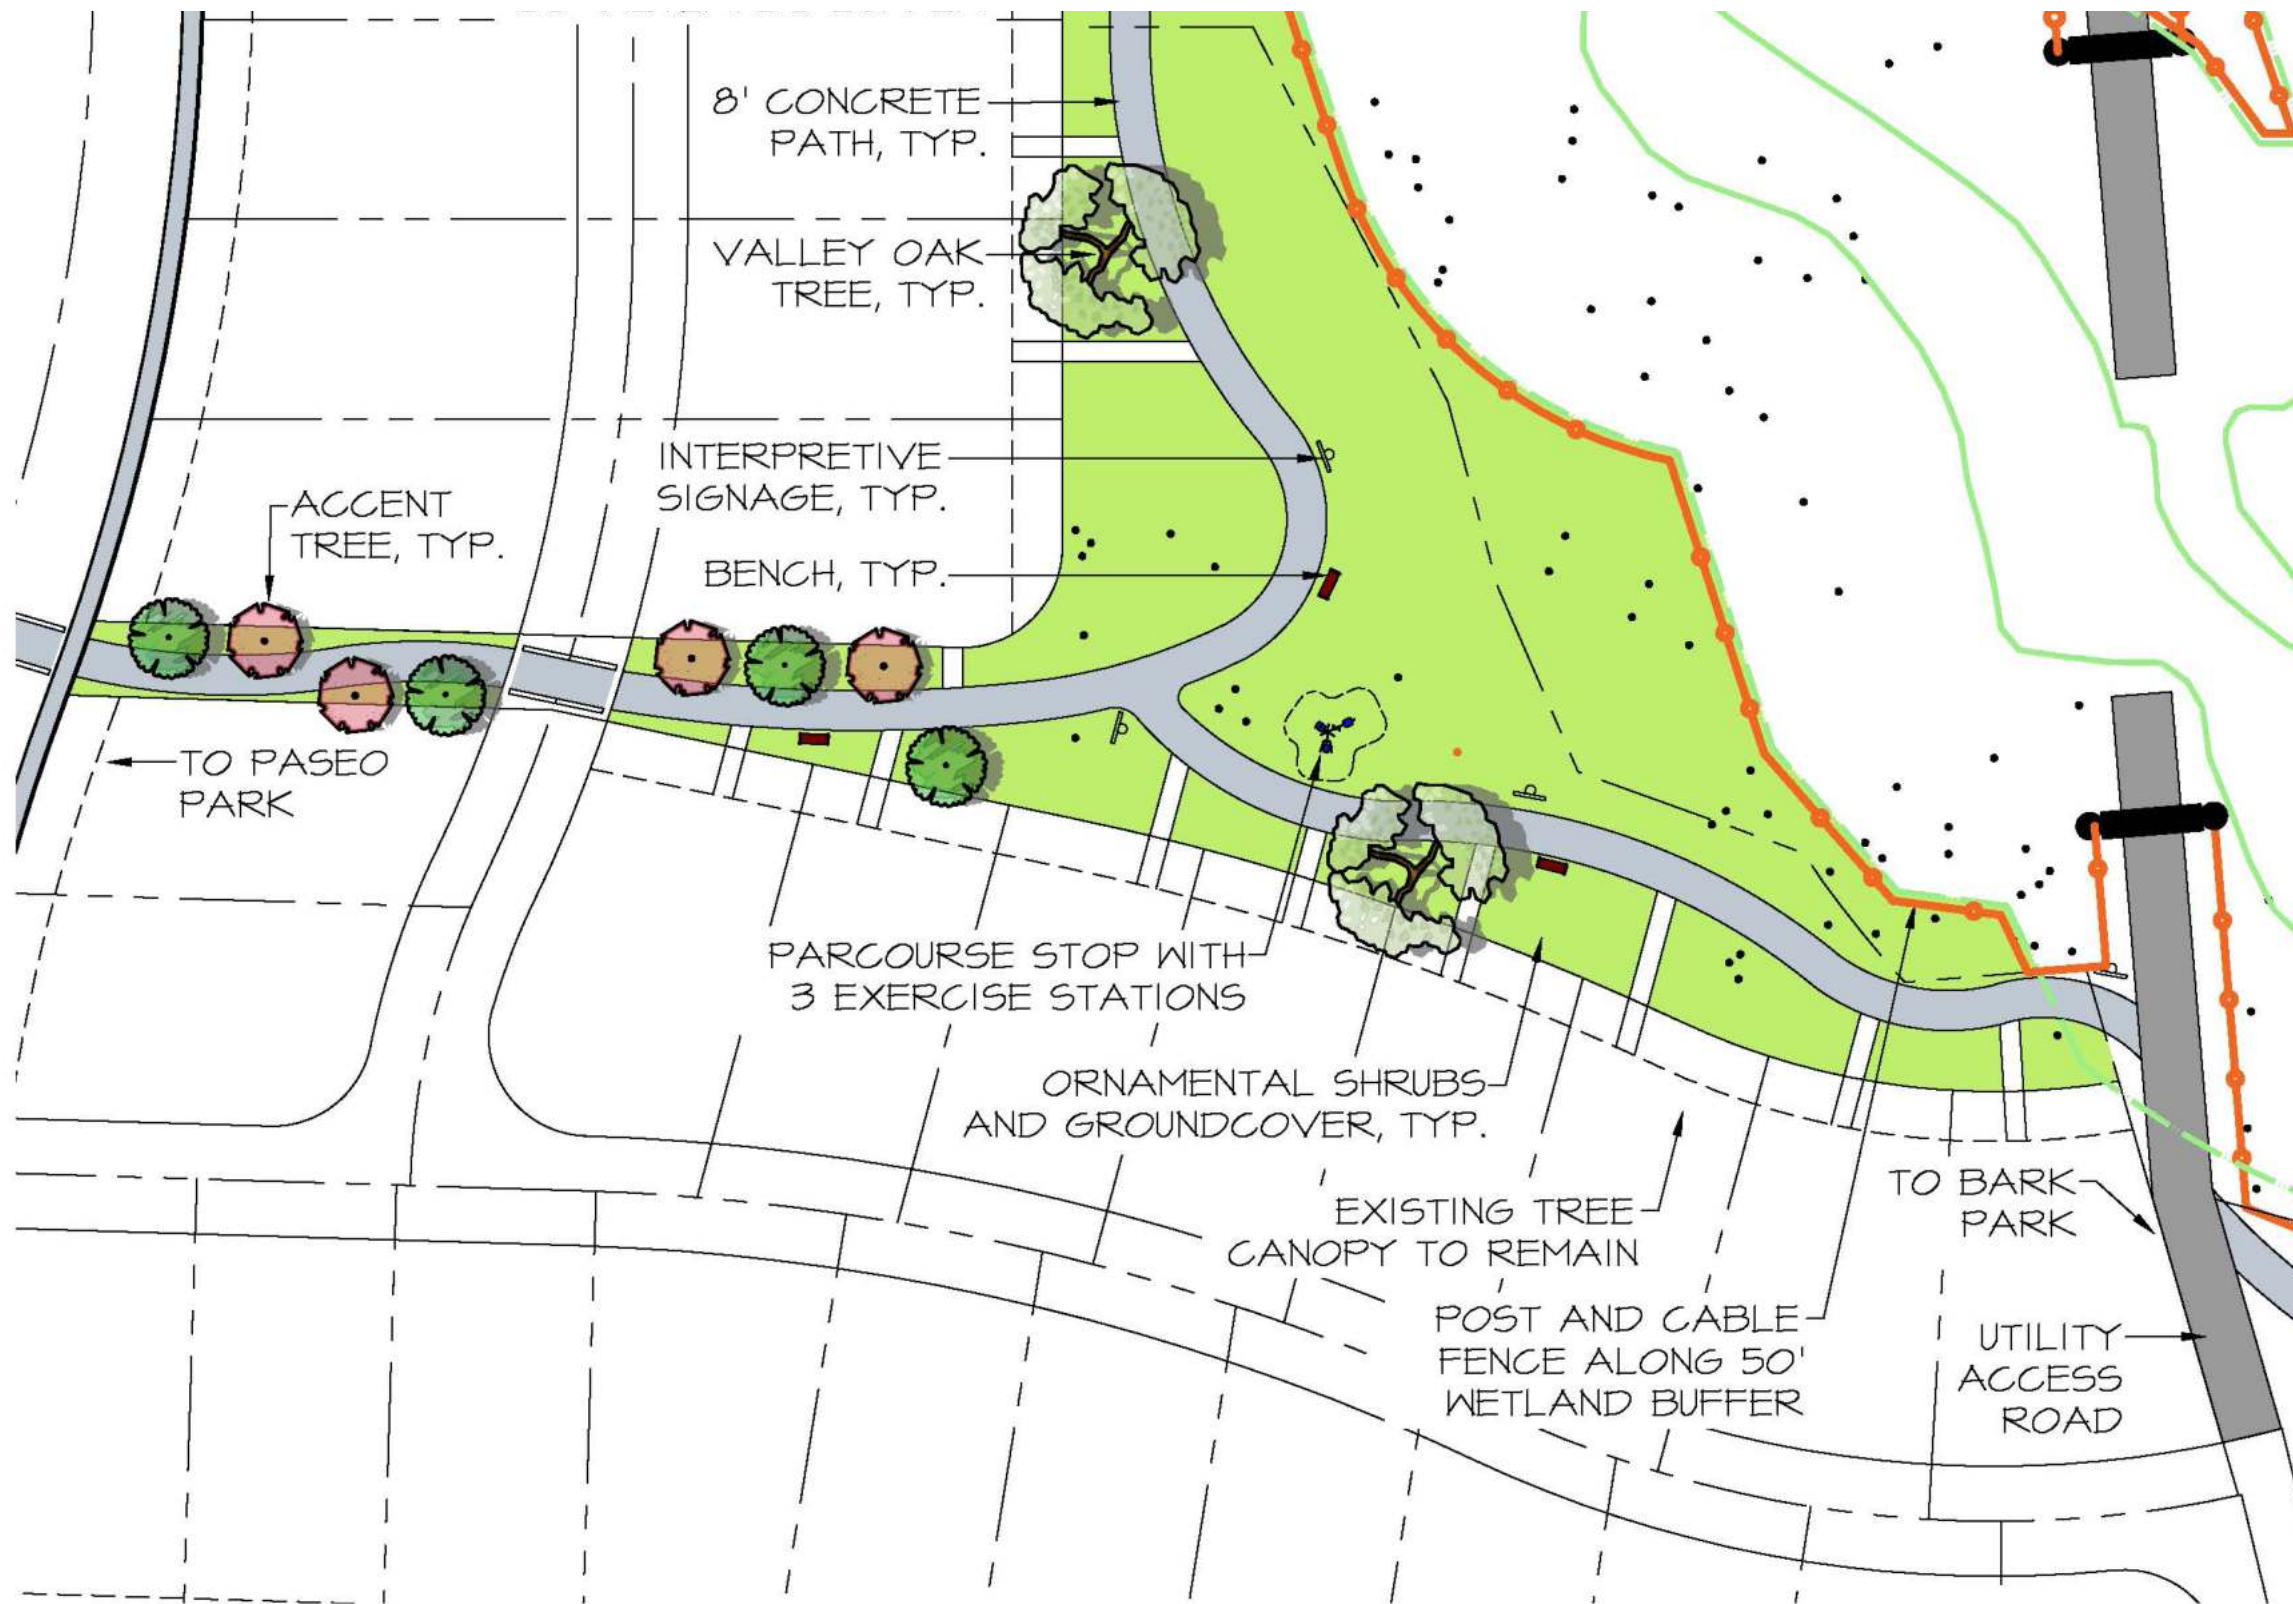 8' CONCRETE
PATH, TYP.
VALLEY OAK
TREE, TYP.
INTERPRETIVE
SIGNAGE, TYP.
ACCENT
TREE, TYP.
BENCH, TYP.
TO PASEO
PARK
PARCOURSE STOP WITH
3 EXERCISE STATIONS
ORNAMENTAL SHRUBS
AND GROUNDCOVER, TYP.
EXISTING TREE
CANOPY TO REMAIN
TO BARK
PARK
POST AND CABLE
FENCE ALONG 50'
WETLAND BUFFER
UTILITY
ACCESS
ROAD